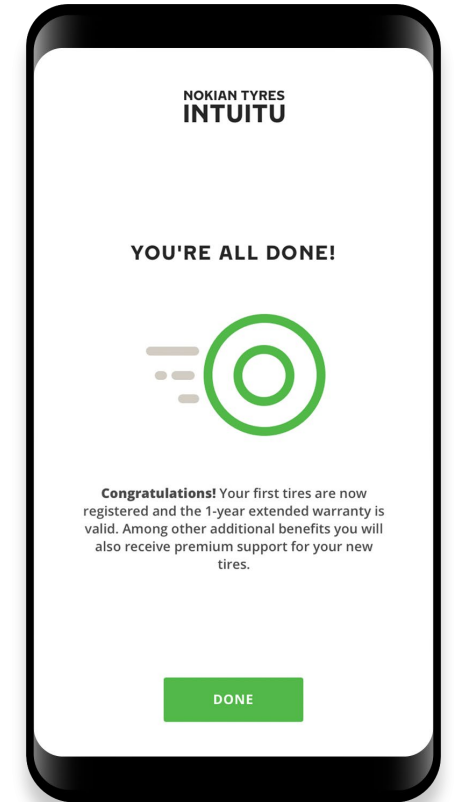 NOKIAN TYRES
INTUITU
YOU'RE ALL DONE!
Congratulations! Your first tires are now
registered and the 1-year extended warranty is
valid. Among other additional benefits you will
also receive premium support for your new
tires.
DONE